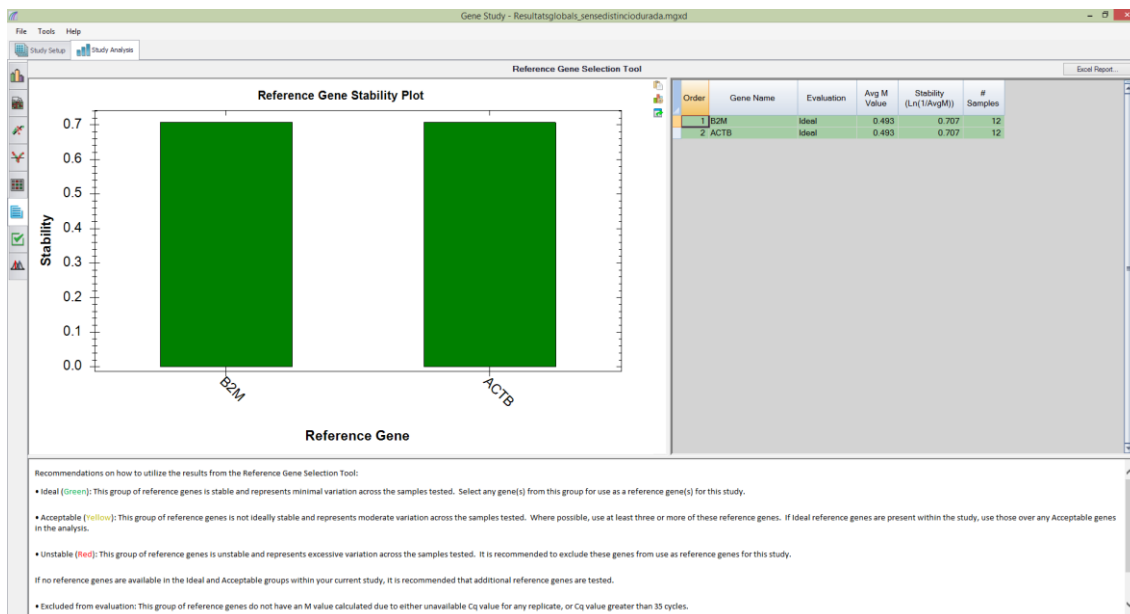 Gene Study - Resultatsglobals_sensedistinciodurada.mgxd
File Tools Help
Study Setup Study Analysis
Reference Gene Selection Tool
Excel Report...
Reference Gene Stability Plot
0.7
0.6
0.5
0.4
0.3
0.2
0.1
0.0
Stability
B2M
ACTB
Reference Gene
Order Gene Name Evaluation Avg M Value Stability (Ln(1/AvgM)) # Samples
1 B2M Ideal 0.493 0.707 12
2 ACTB Ideal 0.493 0.707 12
Recommendations on how to utilize the results from the Reference Gene Selection Tool:
• Ideal (Green): This group of reference genes is stable and represents minimal variation across the samples tested. Select any gene(s) from this group for use as a reference gene(s) for this study.
• Acceptable (Yellow): This group of reference genes is not ideally stable and represents moderate variation across the samples tested. Where possible, use at least three or more of these reference genes. If Ideal reference genes are present within the study, use those over any Acceptable genes
in the analysis.
• Unstable (Red): This group of reference genes is unstable and represents excessive variation across the samples tested. It is recommended to exclude these genes from use as reference genes for this study.
If no reference genes are available in the Ideal and Acceptable groups within your current study, it is recommended that additional reference genes are tested.
• Excluded from evaluation: This group of reference genes do not have an M value calculated due to either unavailable Cq value for any replicate, or Cq value greater than 35 cycles.